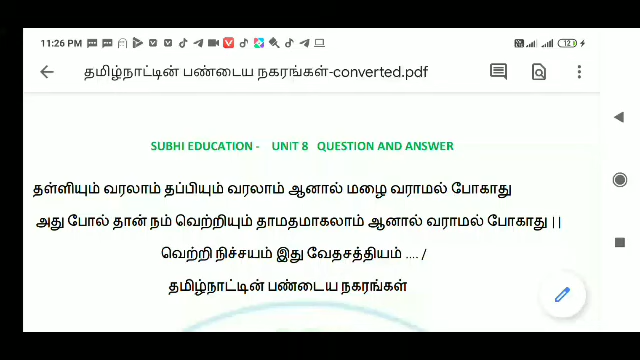 11:26 PM
12
தமிழ்நாட்டின் பண்டைய நகரங்கள்-converted.pdf
SUBHI EDUCATION - UNIT 8 QUESTION AND ANSWER
தள்ளியும் வரலாம் தப்பியும் வரலாம் ஆனால் மழை வராமல் போகாது
அது போல் தான் நம் வெற்றியும் தாமதமாகலாம் ஆனால் வராமல் போகாது ||
வெற்றி நிச்சயம் இது வேதசத்தியம் .... /
தமிழ்நாட்டின் பண்டைய நகரங்கள்